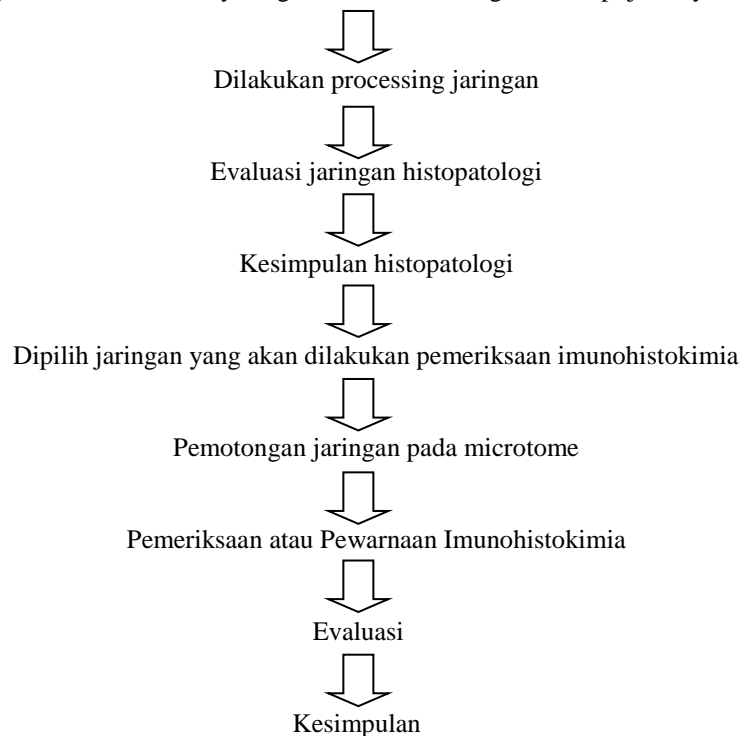 Dilakukan processing jaringan
Evaluasi jaringan histopatologi
Kesimpulan histopatologi
Dipilih jaringan yang akan dilakukan pemeriksaan imunohistokimia
Pemotongan jaringan pada microtome
Pemeriksaan atau Pewarnaan Imunohistokimia
Evaluasi
Kesimpulan